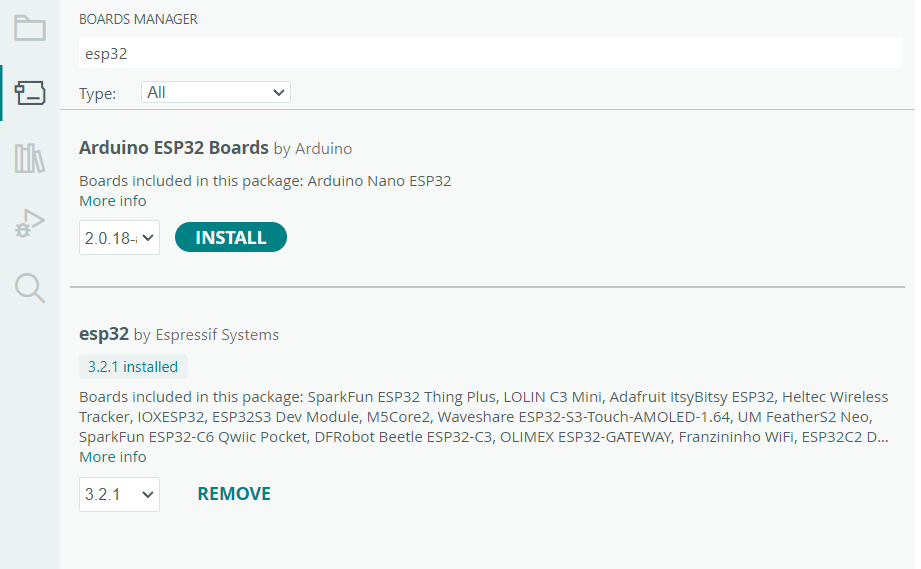 BOARDS MANAGER
esp32
Type: All
Arduino ESP32 Boards by Arduino
Boards included in this package: Arduino Nano ESP32
More info
2.0.18-a INSTALL
esp32 by Espressif Systems
3.2.1 installed
Boards included in this package: SparkFun ESP32 Thing Plus, LOLIN C3 Mini, Adafruit ItsyBitsy ESP32, Heltec Wireless
Tracker, IOXESP32, ESP32S3 Dev Module, M5Core2, Waveshare ESP32-S3-Touch-AMOLED-1.64, UM FeatherS2 Neo,
SparkFun ESP32-C6 Qwiic Pocket, DFRobot Beetle ESP32-C3, OLIMEX ESP32-GATEWAY, Franzininho WiFi, ESP32C2 D...
More info
3.2.1 REMOVE